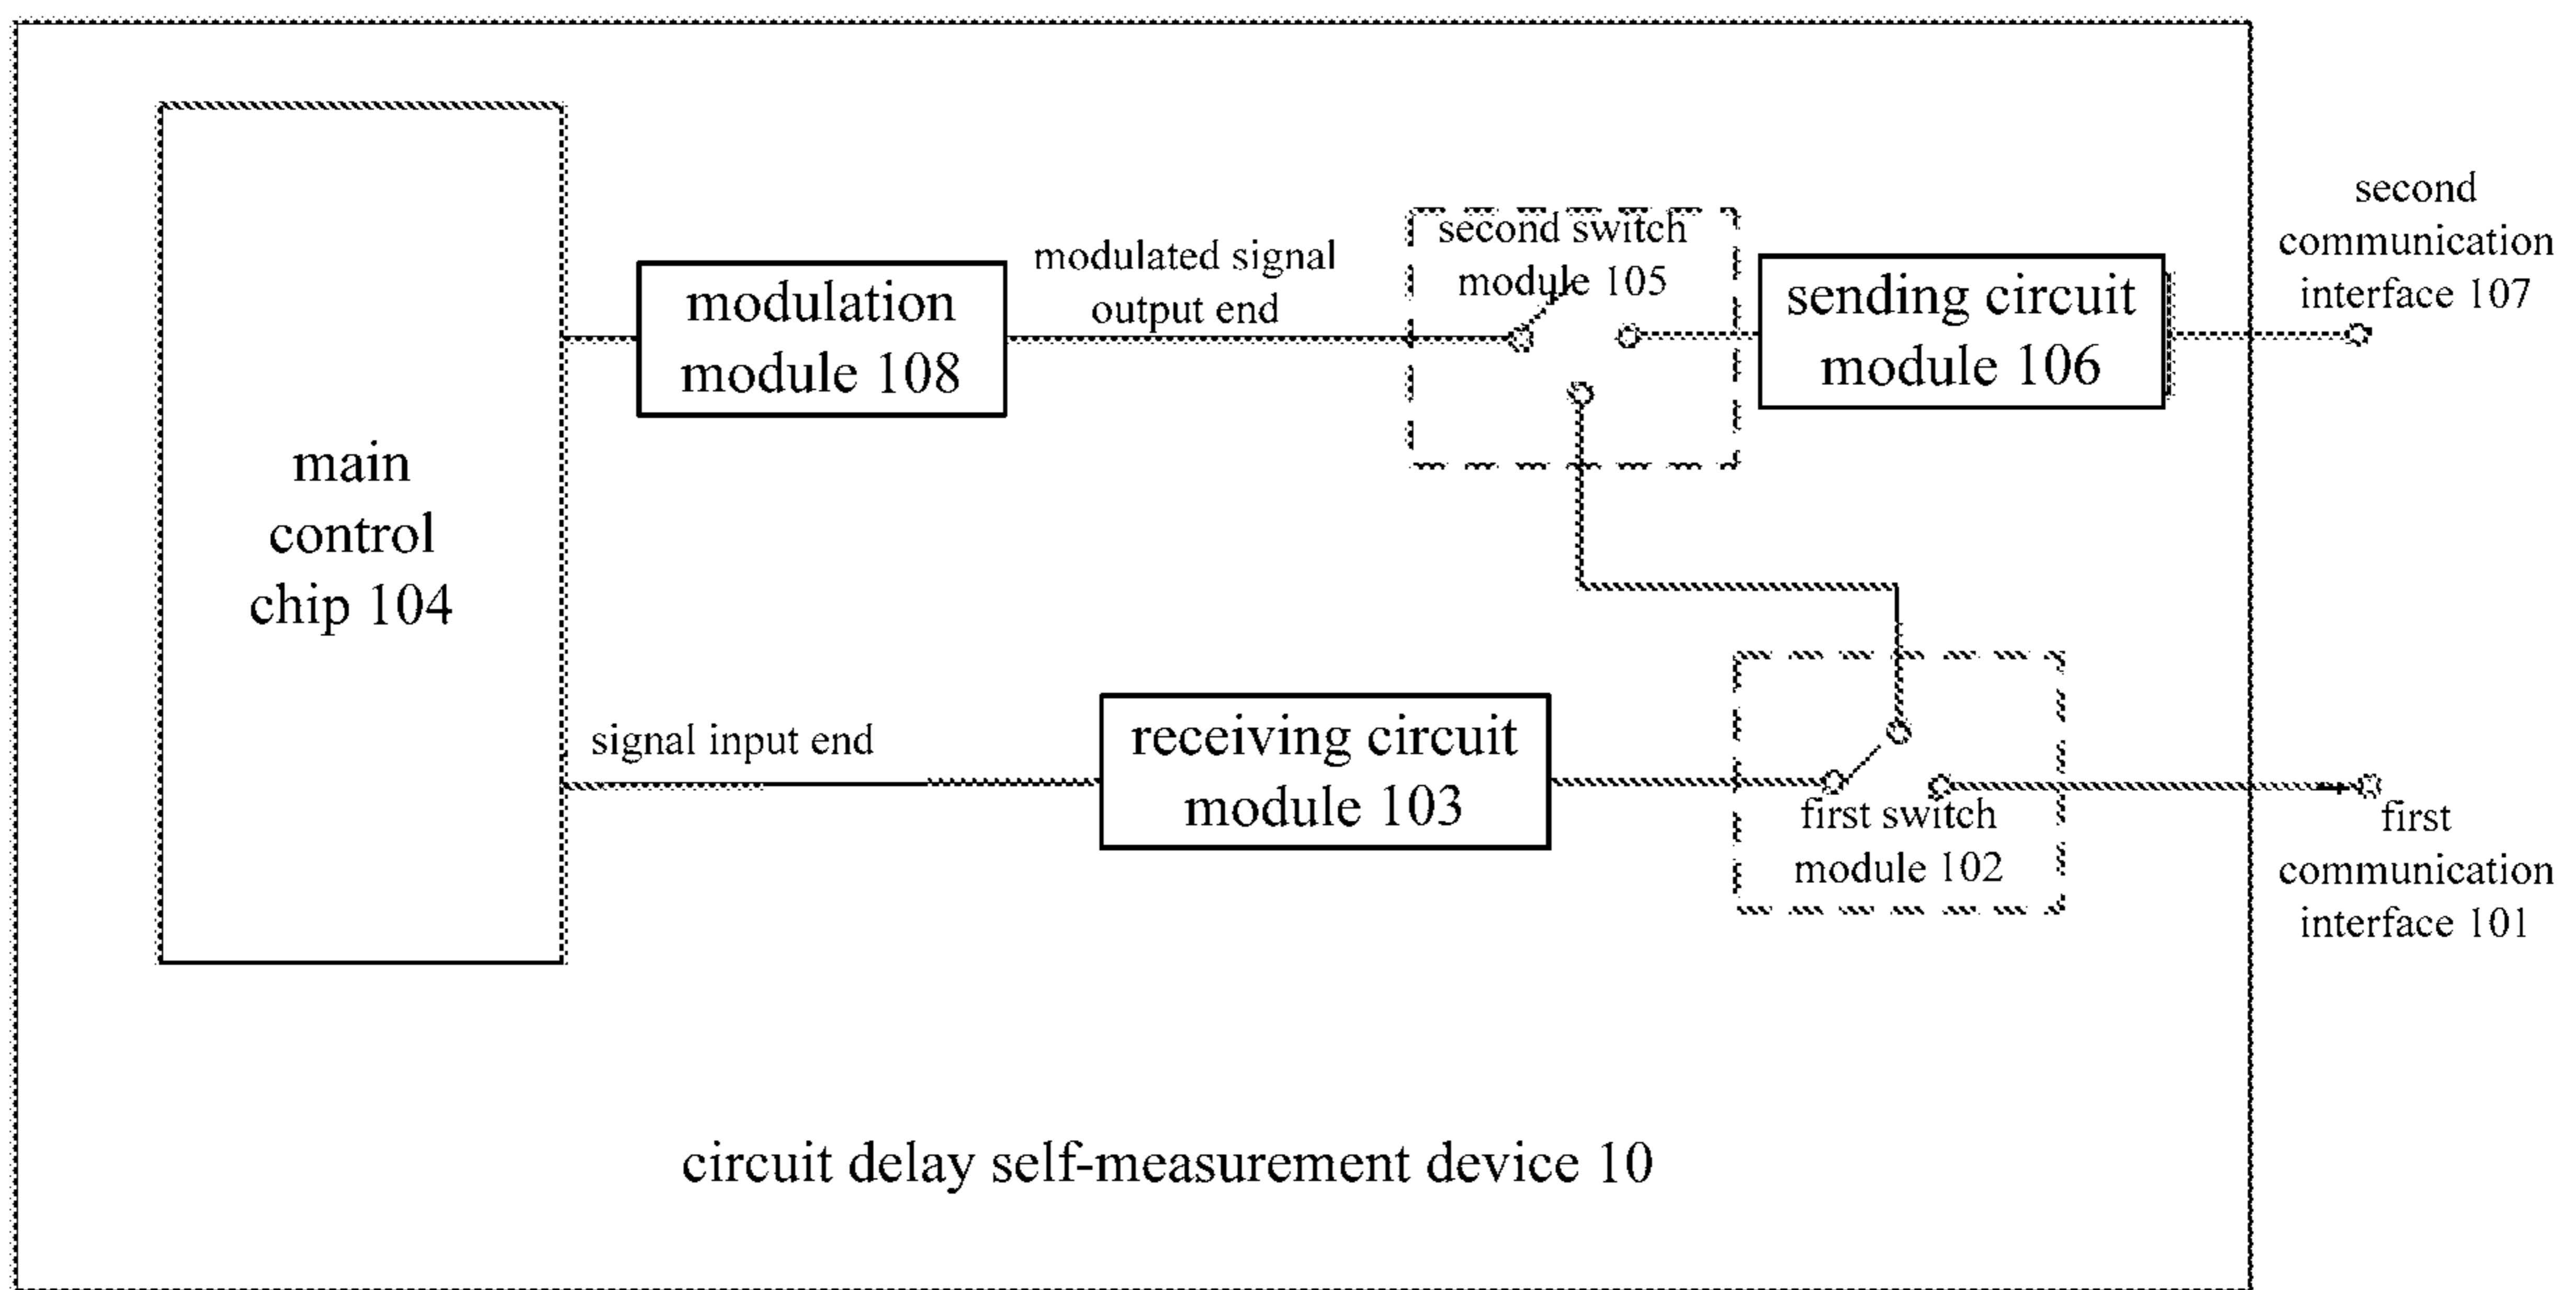 main
control
chip 104
modulation
module 108
modulated signal
output end
second switch
module 105
sending circuit
module 106
second
communication
interface 107
signal input end
receiving circuit
module 103
first switch
module 102
first
communication
interface 101
circuit delay self-measurement device 10